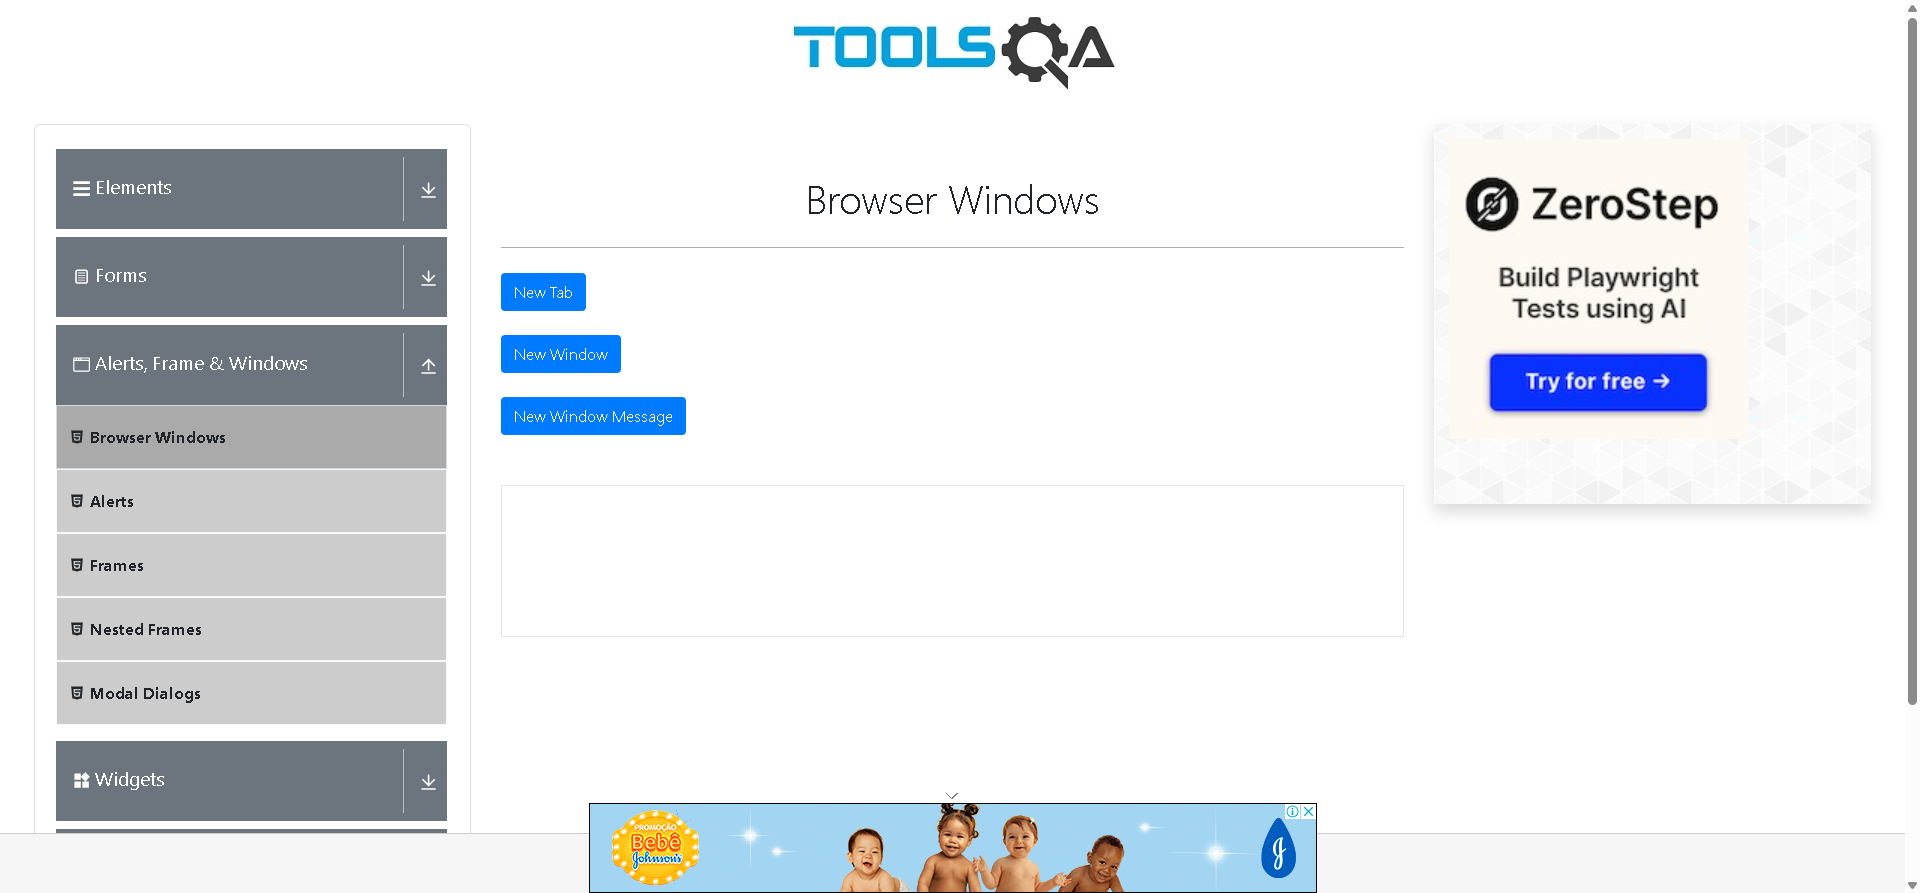 TOOLSQA
Elements
Forms
Alerts, Frame & Windows
Browser Windows
Alerts
Frames
Nested Frames
Modal Dialogs
Widgets
Browser Windows
New Tab
New Window
New Window Message
ZeroStep
Build Playwright
Tests using AI
Try for free →
PROMOÇÃO
Bebê
Johnson's